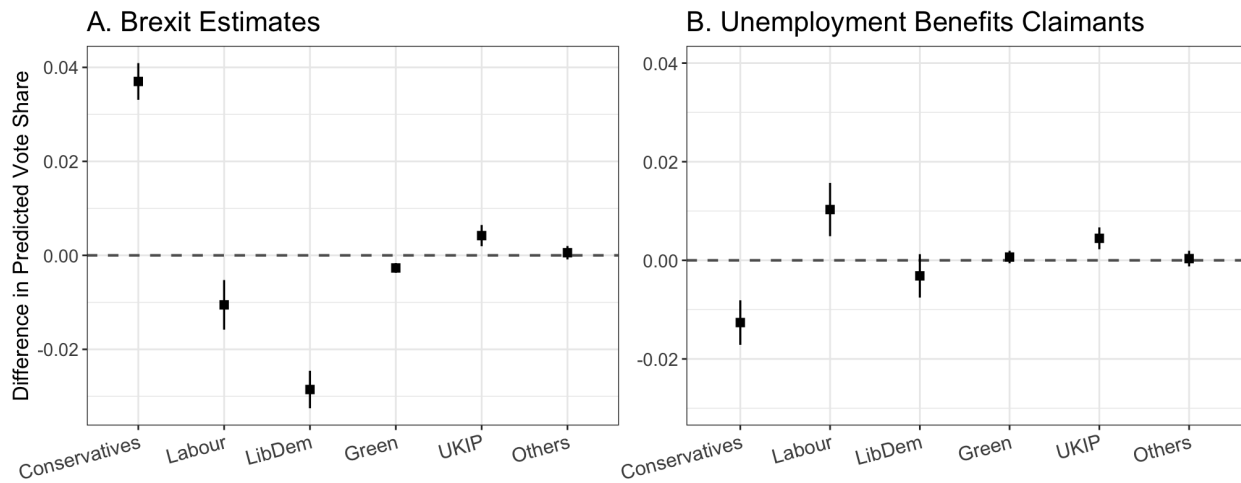 A. Brexit Estimates
Difference in Predicted Vote Share
0.04
0.02
0.00
-0.02
Conservatives
Labour
LibDem
Green
UKIP
Others
B. Unemployment Benefits Claimants
0.04
0.02
0.00
-0.02
Conservatives
Labour
LibDem
Green
UKIP
Others